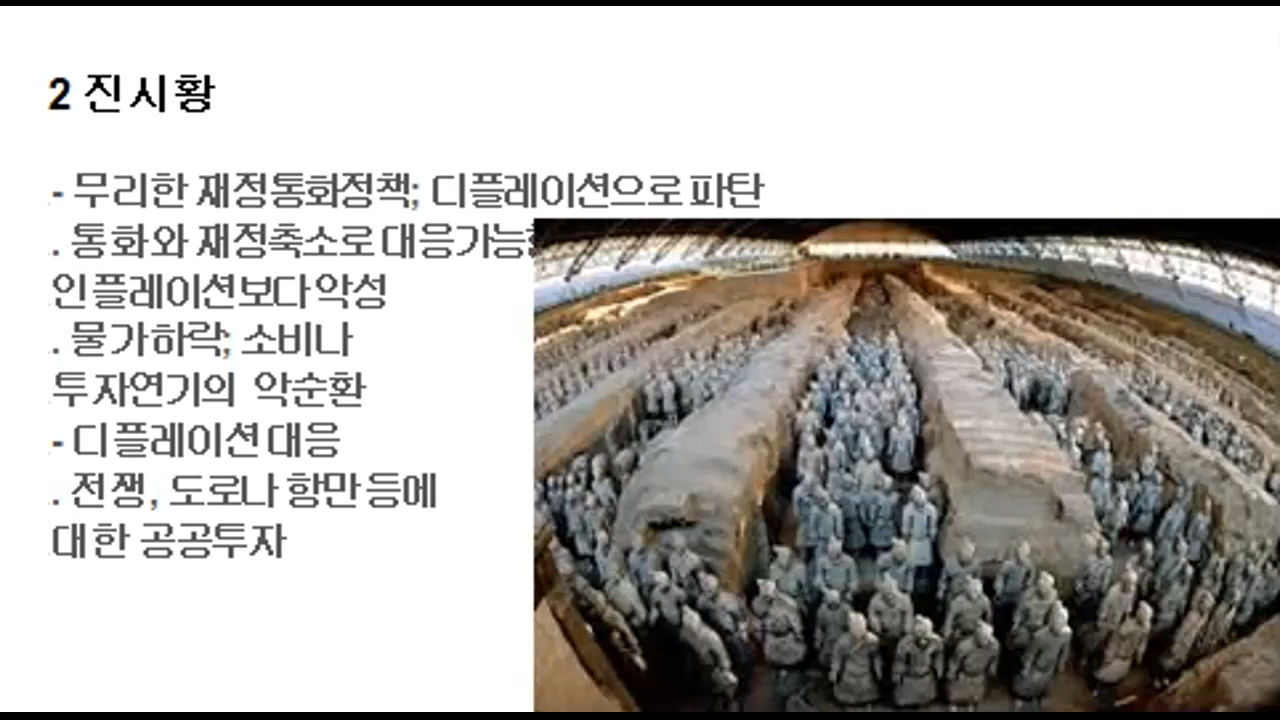 2 진시황
- 무리한 재정통화정책; 디플레이션으로 파탄
. 통화와 재정축소로 대응가능
인플레이션보다 악성
. 물가하락; 소비나
투자연기의 악순환
- 디플레이션 대응
. 전쟁, 도로나 항만 등에
대한 공공투자